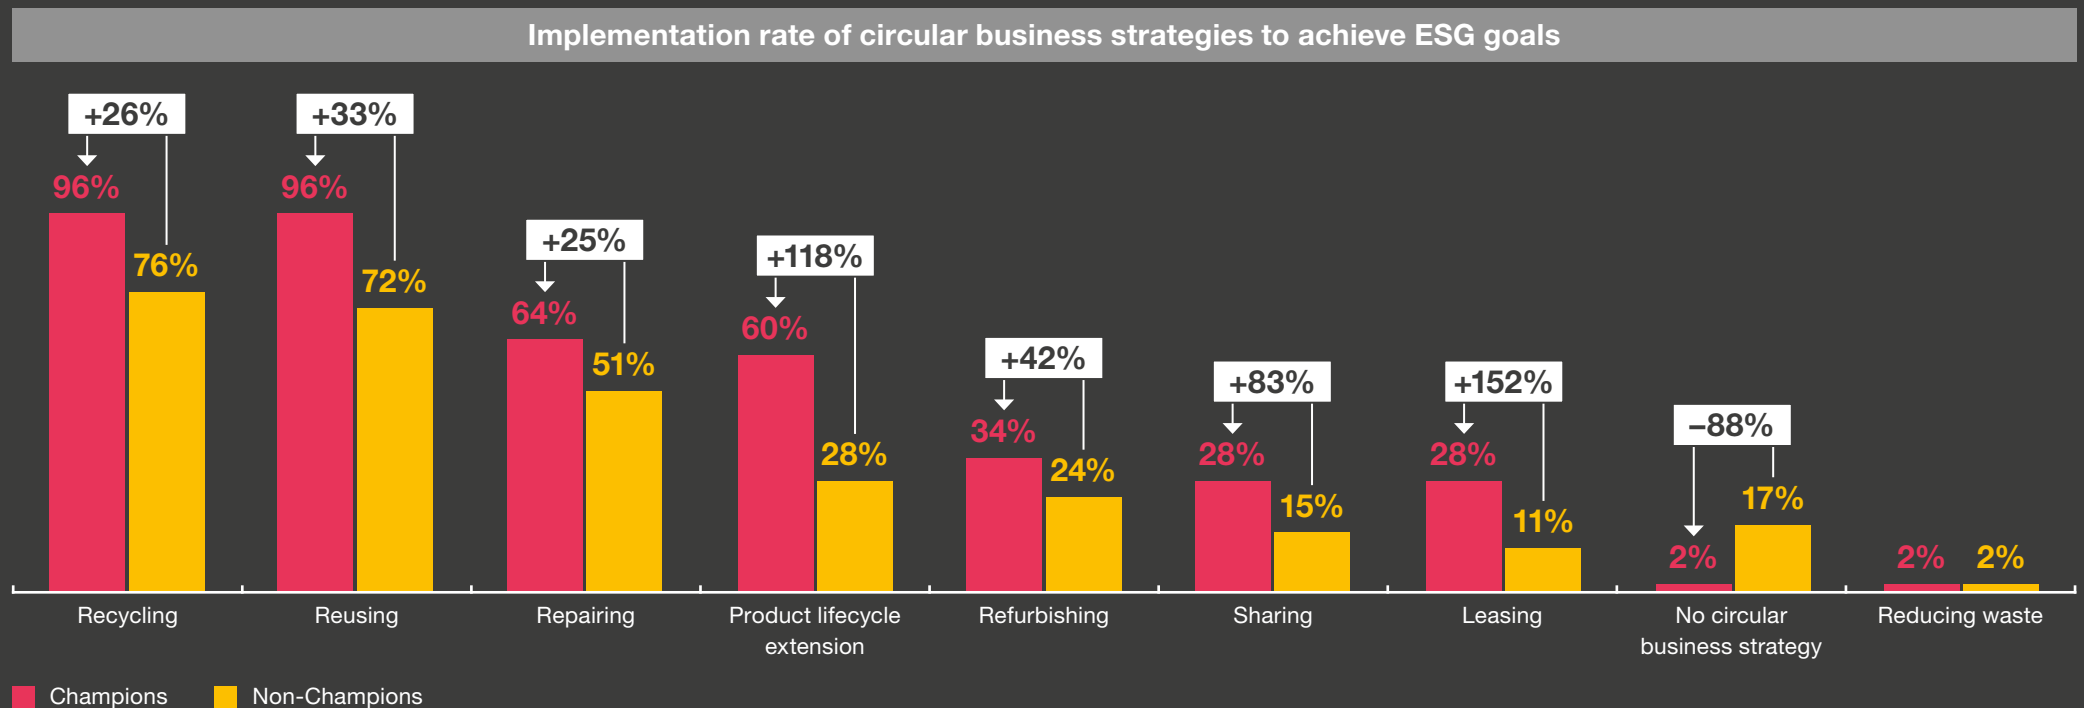 Implementation rate of circular business strategies to achieve ESG goals
+26%
96%
76%
+33%
96%
72%
+25%
64%
51%
+118%
60%
28%
+42%
34%
24%
+83%
28%
15%
+152%
28%
11%
−88%
2%
17%
2%
2%
Recycling
Reusing
Repairing
Product lifecycle
extension
Refurbishing
Sharing
Leasing
No circular
business strategy
Reducing waste
Champions
Non-Champions